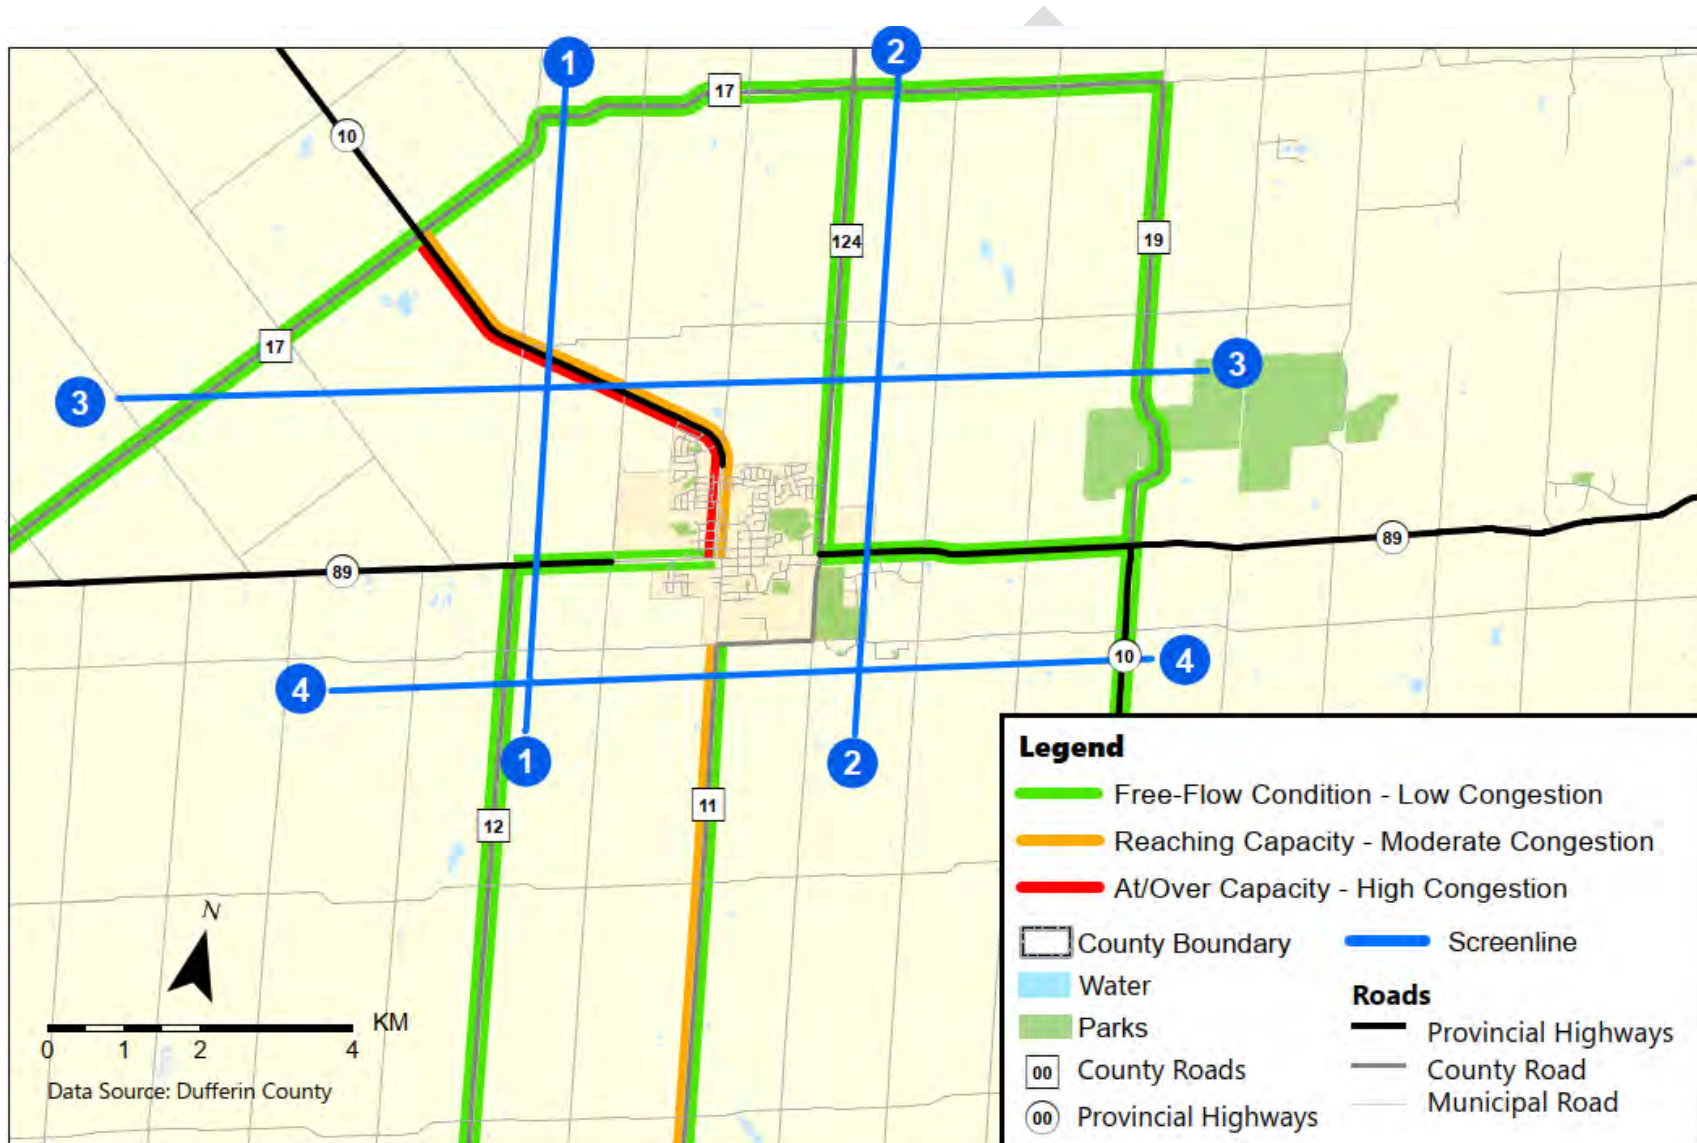 1
2
17
10
124
19
17
3
3
89
89
4
10
4
1
2
12
11
N
KM
0 1 2 4
Data Source: Dufferin County
Legend
Free-Flow Condition - Low Congestion
Reaching Capacity - Moderate Congestion
At/Over Capacity - High Congestion
County Boundary
Screenline
Water
Parks
00 County Roads
00 Provincial Highways
Roads
Provincial Highways
County Road
Municipal Road